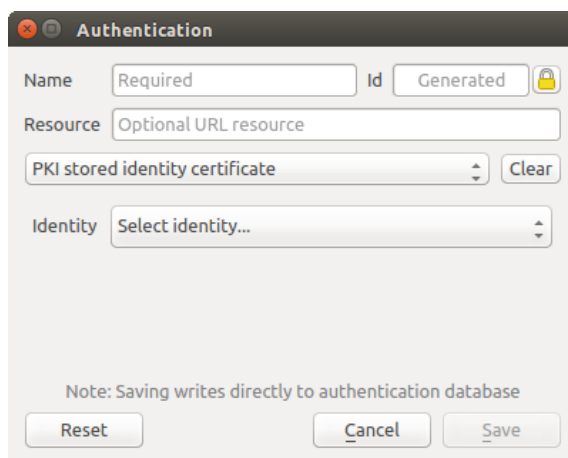 Authentication
Name Required Id Generated
Resource Optional URL resource
PKI stored identity certificate Clear
Identity Select identity...
Note: Saving writes directly to authentication database
Reset Cancel Save